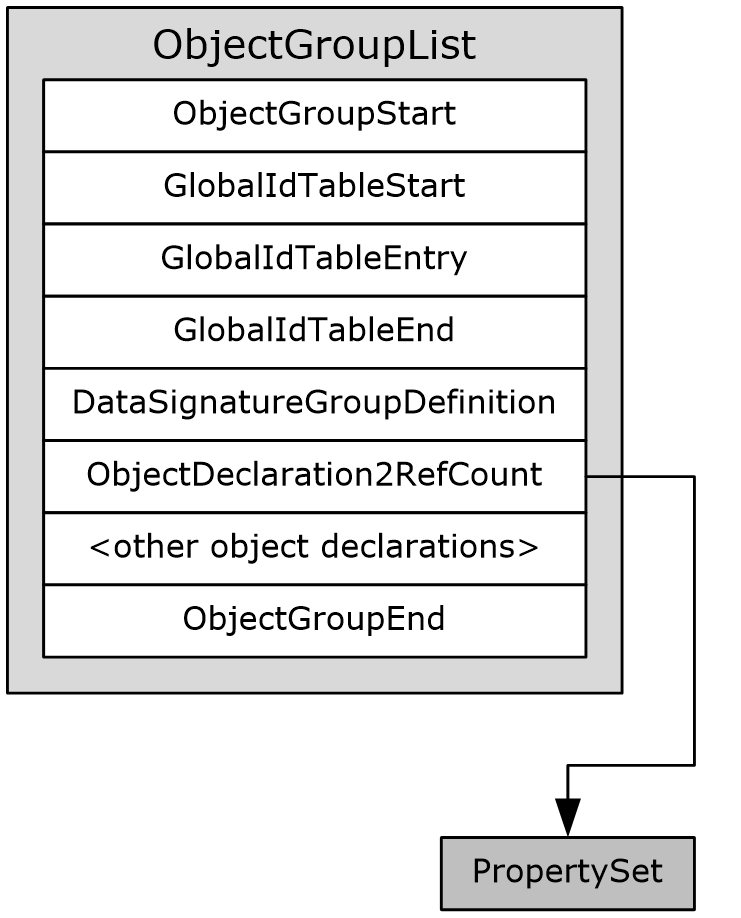 ObjectGroupList
ObjectGroupStart
GlobalIdTableStart
GlobalIdTableEntry
GlobalIdTableEnd
DataSignatureGroupDefinition
ObjectDeclaration2RefCount
<other object declarations>
ObjectGroupEnd
PropertySet